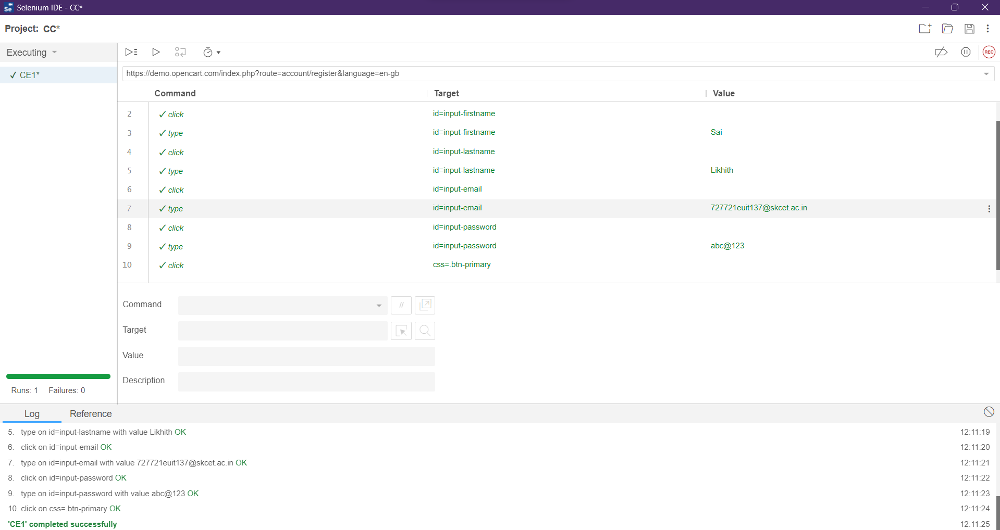 Selenium IDE - CC*
Project: CC*
Executing
✓ CE1*
https://demo.opencart.com/index.php?route=account/register&language=en-gb
REC
Command Target Value
2 ✓ click id=input-firstname
3 ✓ type id=input-firstname Sai
4 ✓ click id=input-lastname
5 ✓ type id=input-lastname Likhith
6 ✓ click id=input-email
7 ✓ type id=input-email 727721euit137@skcet.ac.in
8 ✓ click id=input-password
9 ✓ type id=input-password abc@123
10 ✓ click css=.btn-primary
Command //
Target
Value
Description
Runs: 1 Failures: 0
Log Reference
5. type on id=input-lastname with value Likhith OK 12:11:19
6. click on id=input-email OK 12:11:20
7. type on id=input-email with value 727721euit137@skcet.ac.in OK 12:11:21
8. click on id=input-password OK 12:11:22
9. type on id=input-password with value abc@123 OK 12:11:23
10. click on css=.btn-primary OK 12:11:24
'CE1' completed successfully 12:11:25